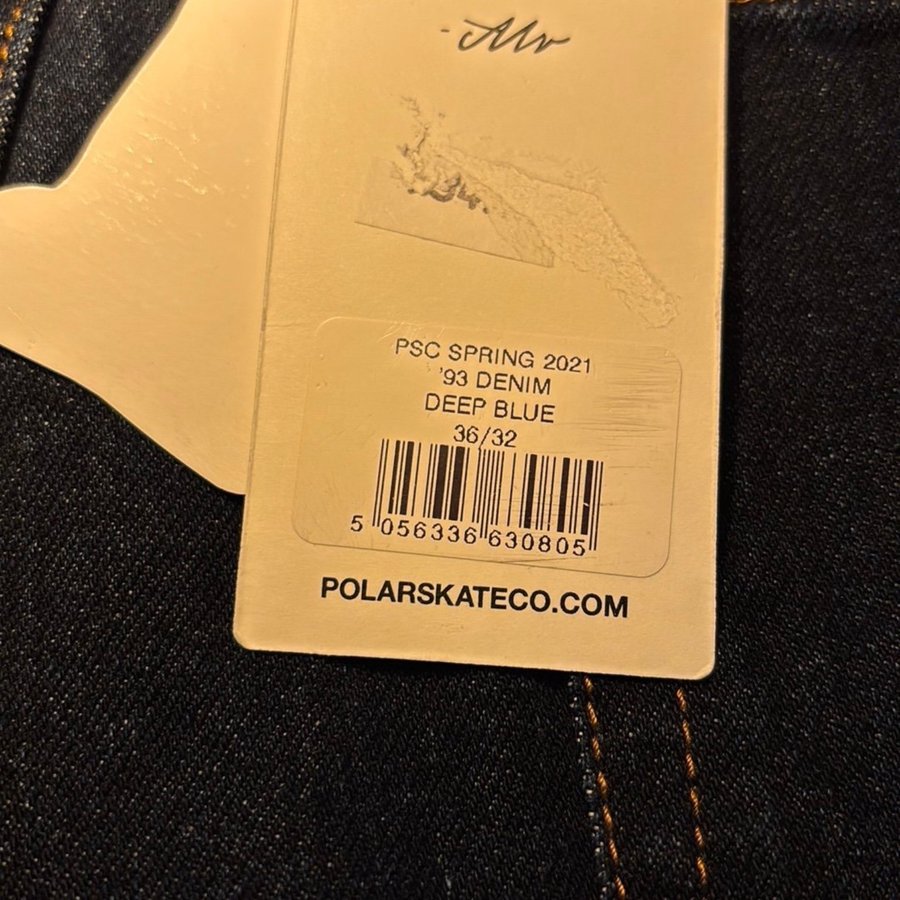 PSC SPRING 2021
'93 DENIM
DEEP BLUE
36/32
5 056336 630805
POLARSKATECO.COM